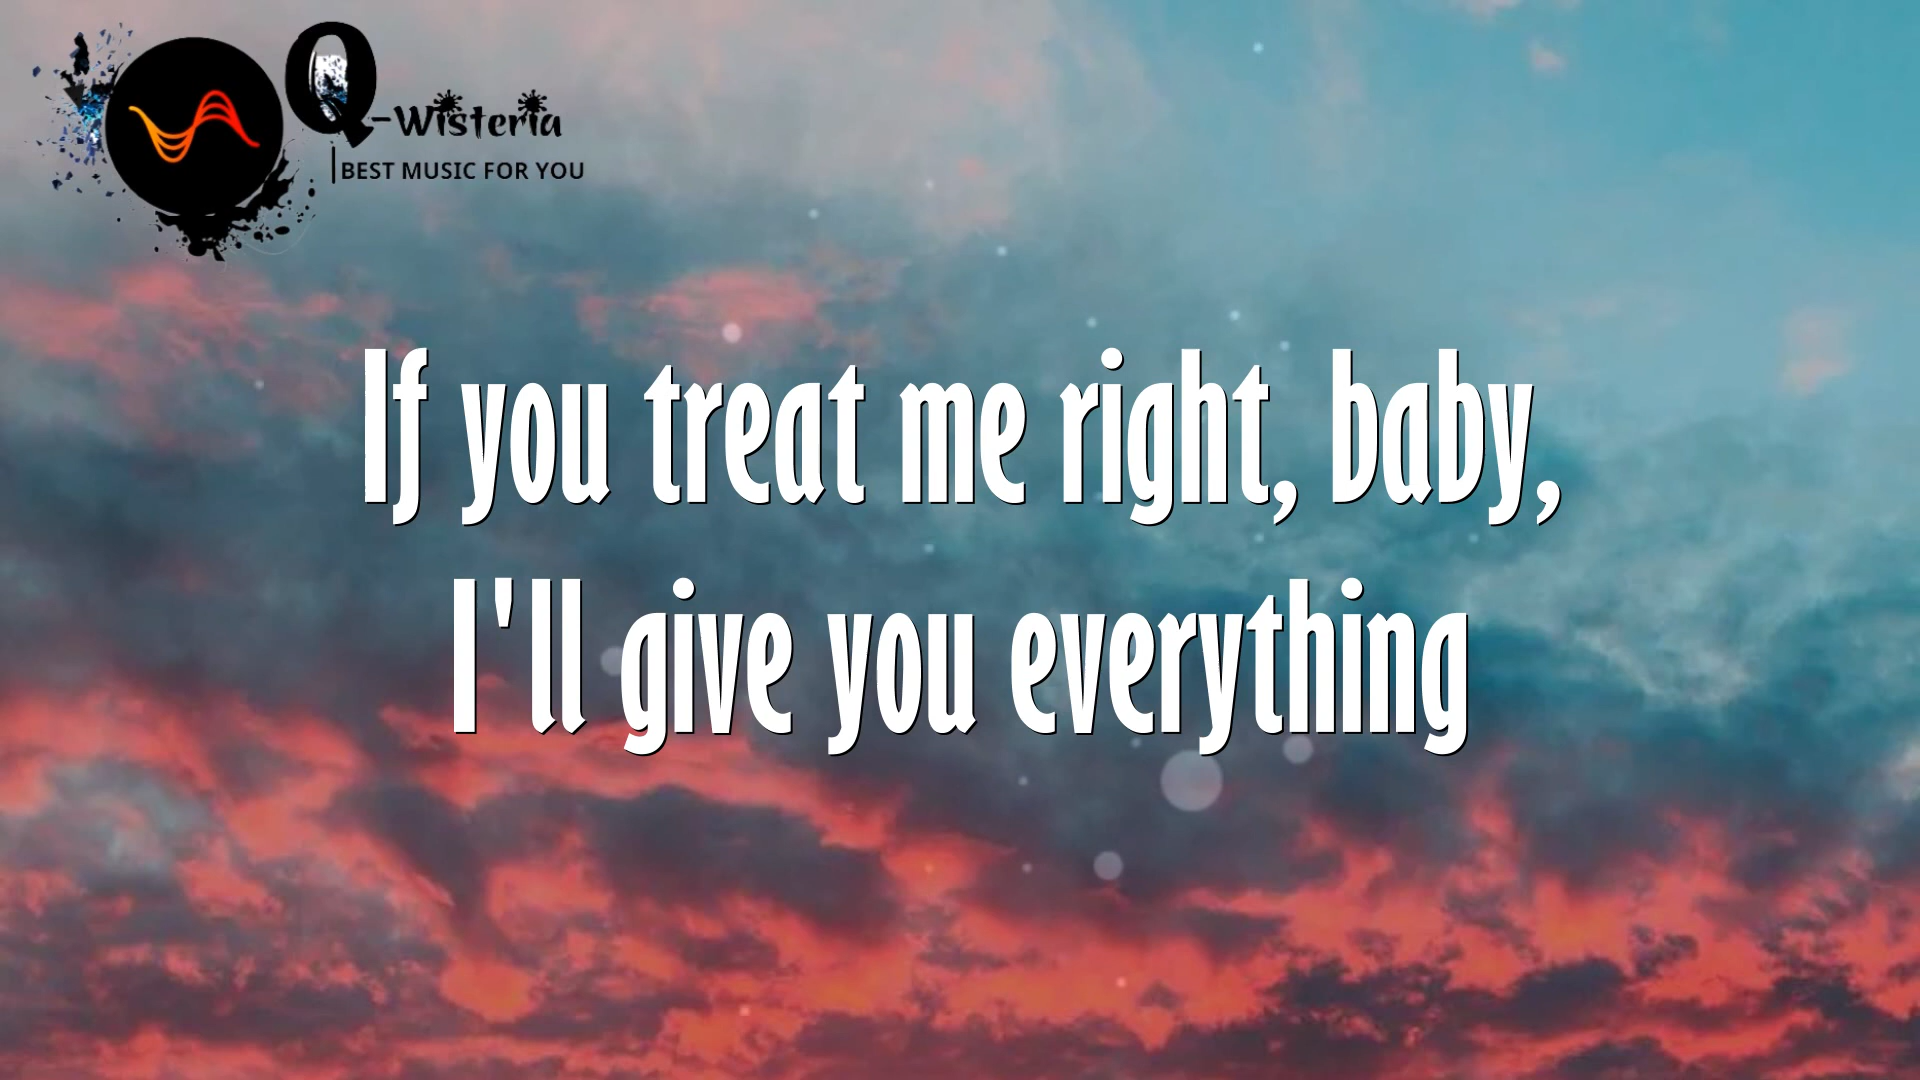 Q-Wisteria
BEST MUSIC FOR YOU
If you treat me right, baby,
I'll give you everything